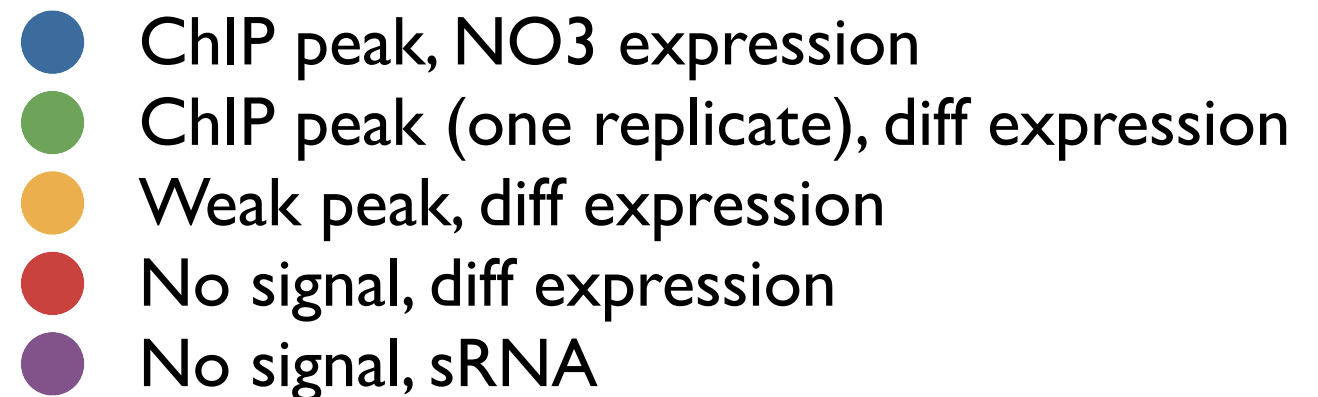 ChIP peak, NO3 expression
ChIP peak (one replicate), diff expression
Weak peak, diff expression
No signal, diff expression
No signal, sRNA